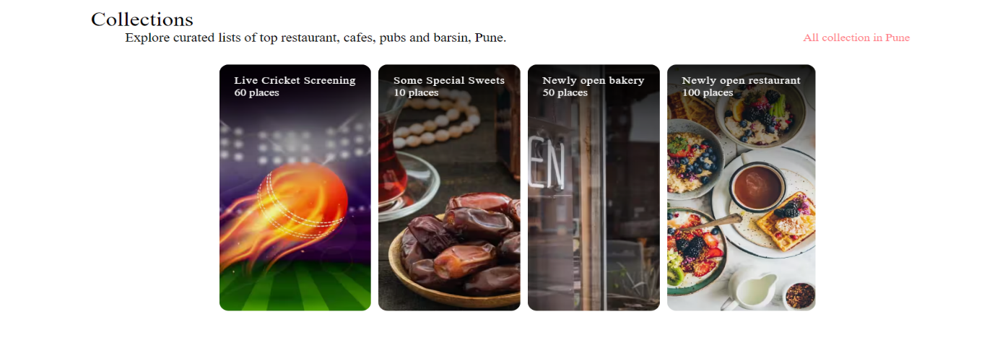 Collections
Explore curated lists of top restaurant, cafes, pubs and barsin, Pune.
All collection in Pune
Live Cricket Screening
60 places
Some Special Sweets
10 places
Newly open bakery
50 places
EN
Newly open restaurant
100 places